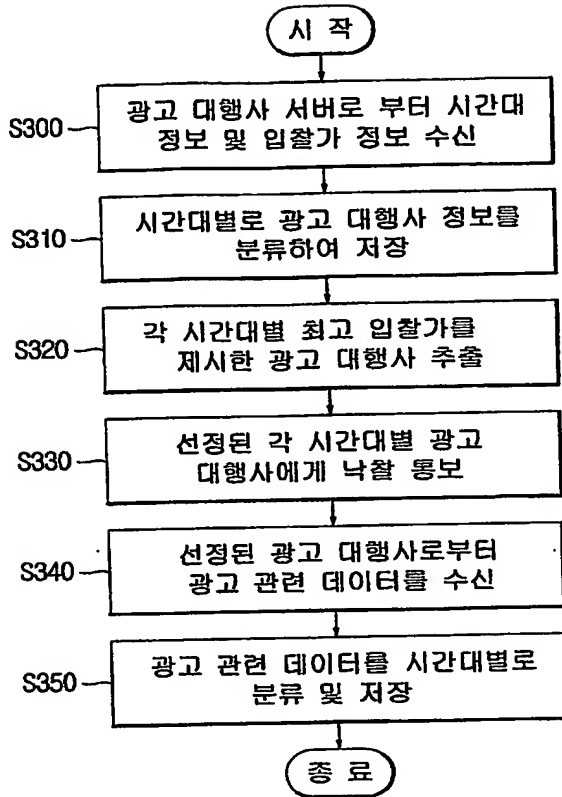 시 작
S300
광고 대행사 서버로 부터 시간대
정보 및 입찰가 정보 수신
S310
시간대별로 광고 대행사 정보를
분류하여 저장
S320
각 시간대별 최고 입찰가를
제시한 광고 대행사 추출
S330
선정된 각 시간대별 광고
대행사에게 낙찰 통보
S340
선정된 광고 대행사로부터
광고 관련 데이터를 수신
S350
광고 관련 데이터를 시간대별로
분류 및 저장
종 료